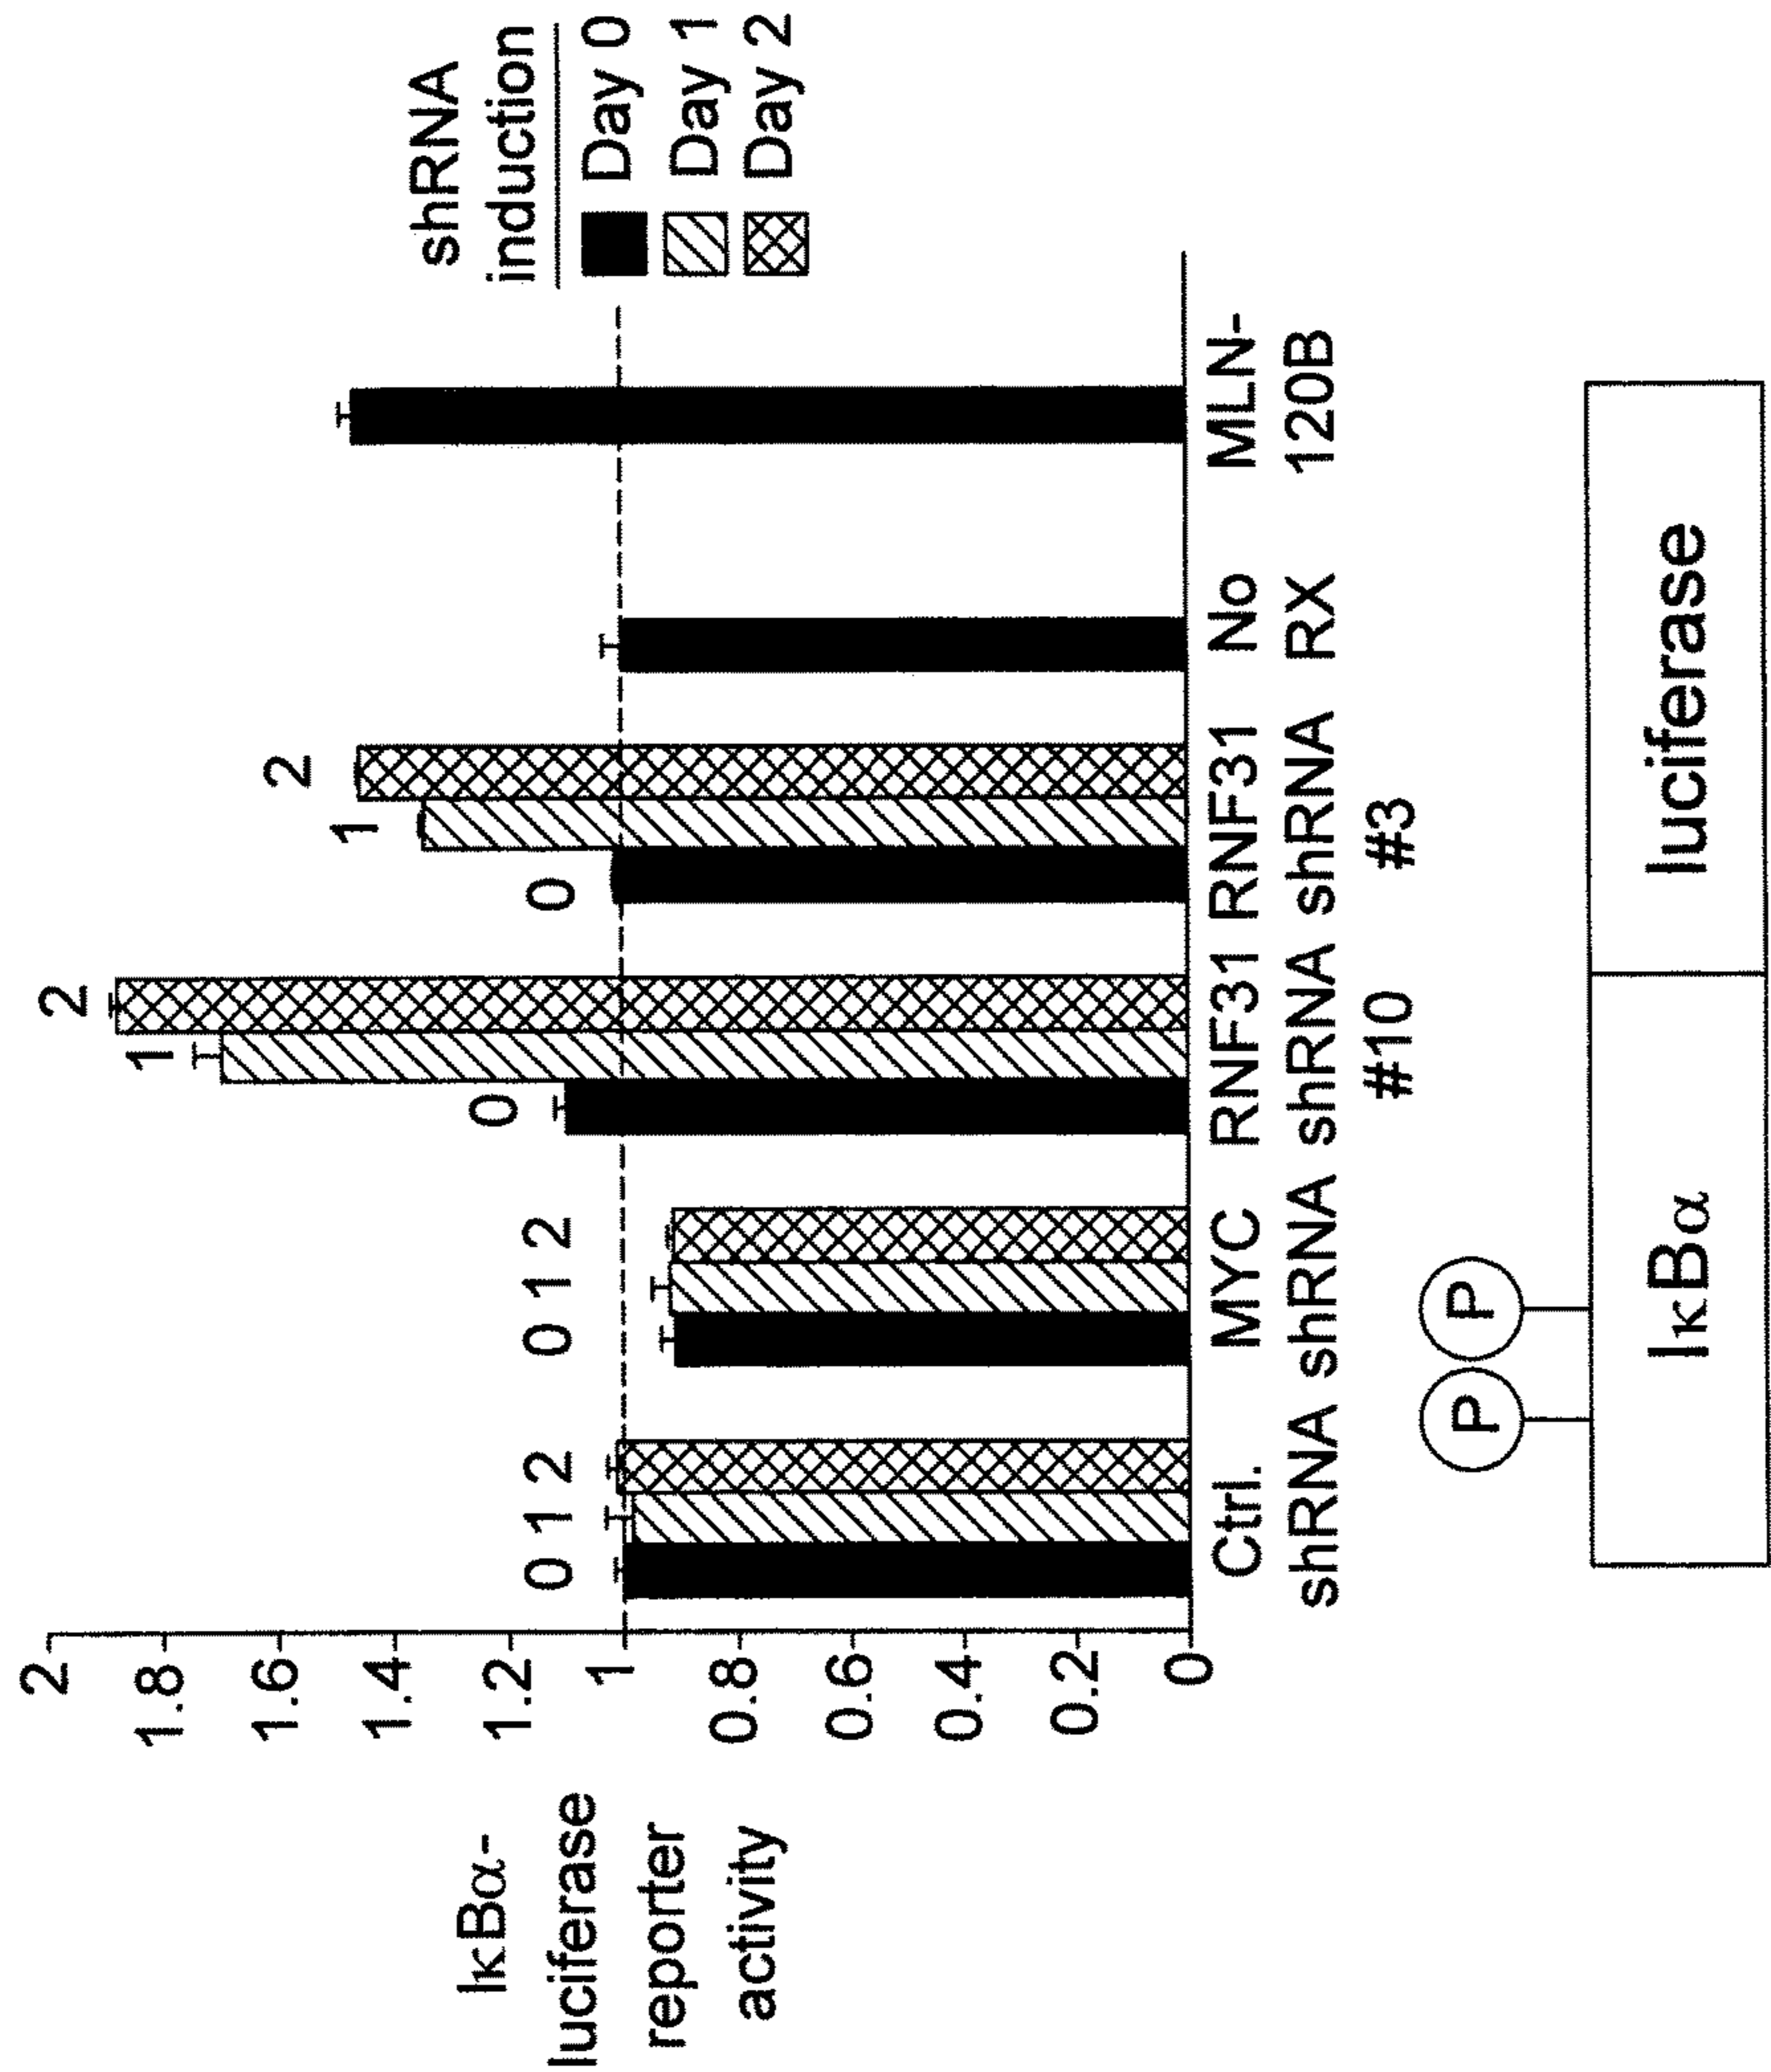 IκBα-
luciferase
reporter
activity
2
1.8
1.6
1.4
1.2
1
0.8
0.6
0.4
0.2
0
0 1 2
0 1 2
0
1
2
0
1
2
shRNA
induction
Day 0
Day 1
Day 2
Ctrl. MYC RNF31 RNF31 No MLN-
shRNA shRNA shRNA shRNA RX 120B
#10 #3
P P
IκBα luciferase